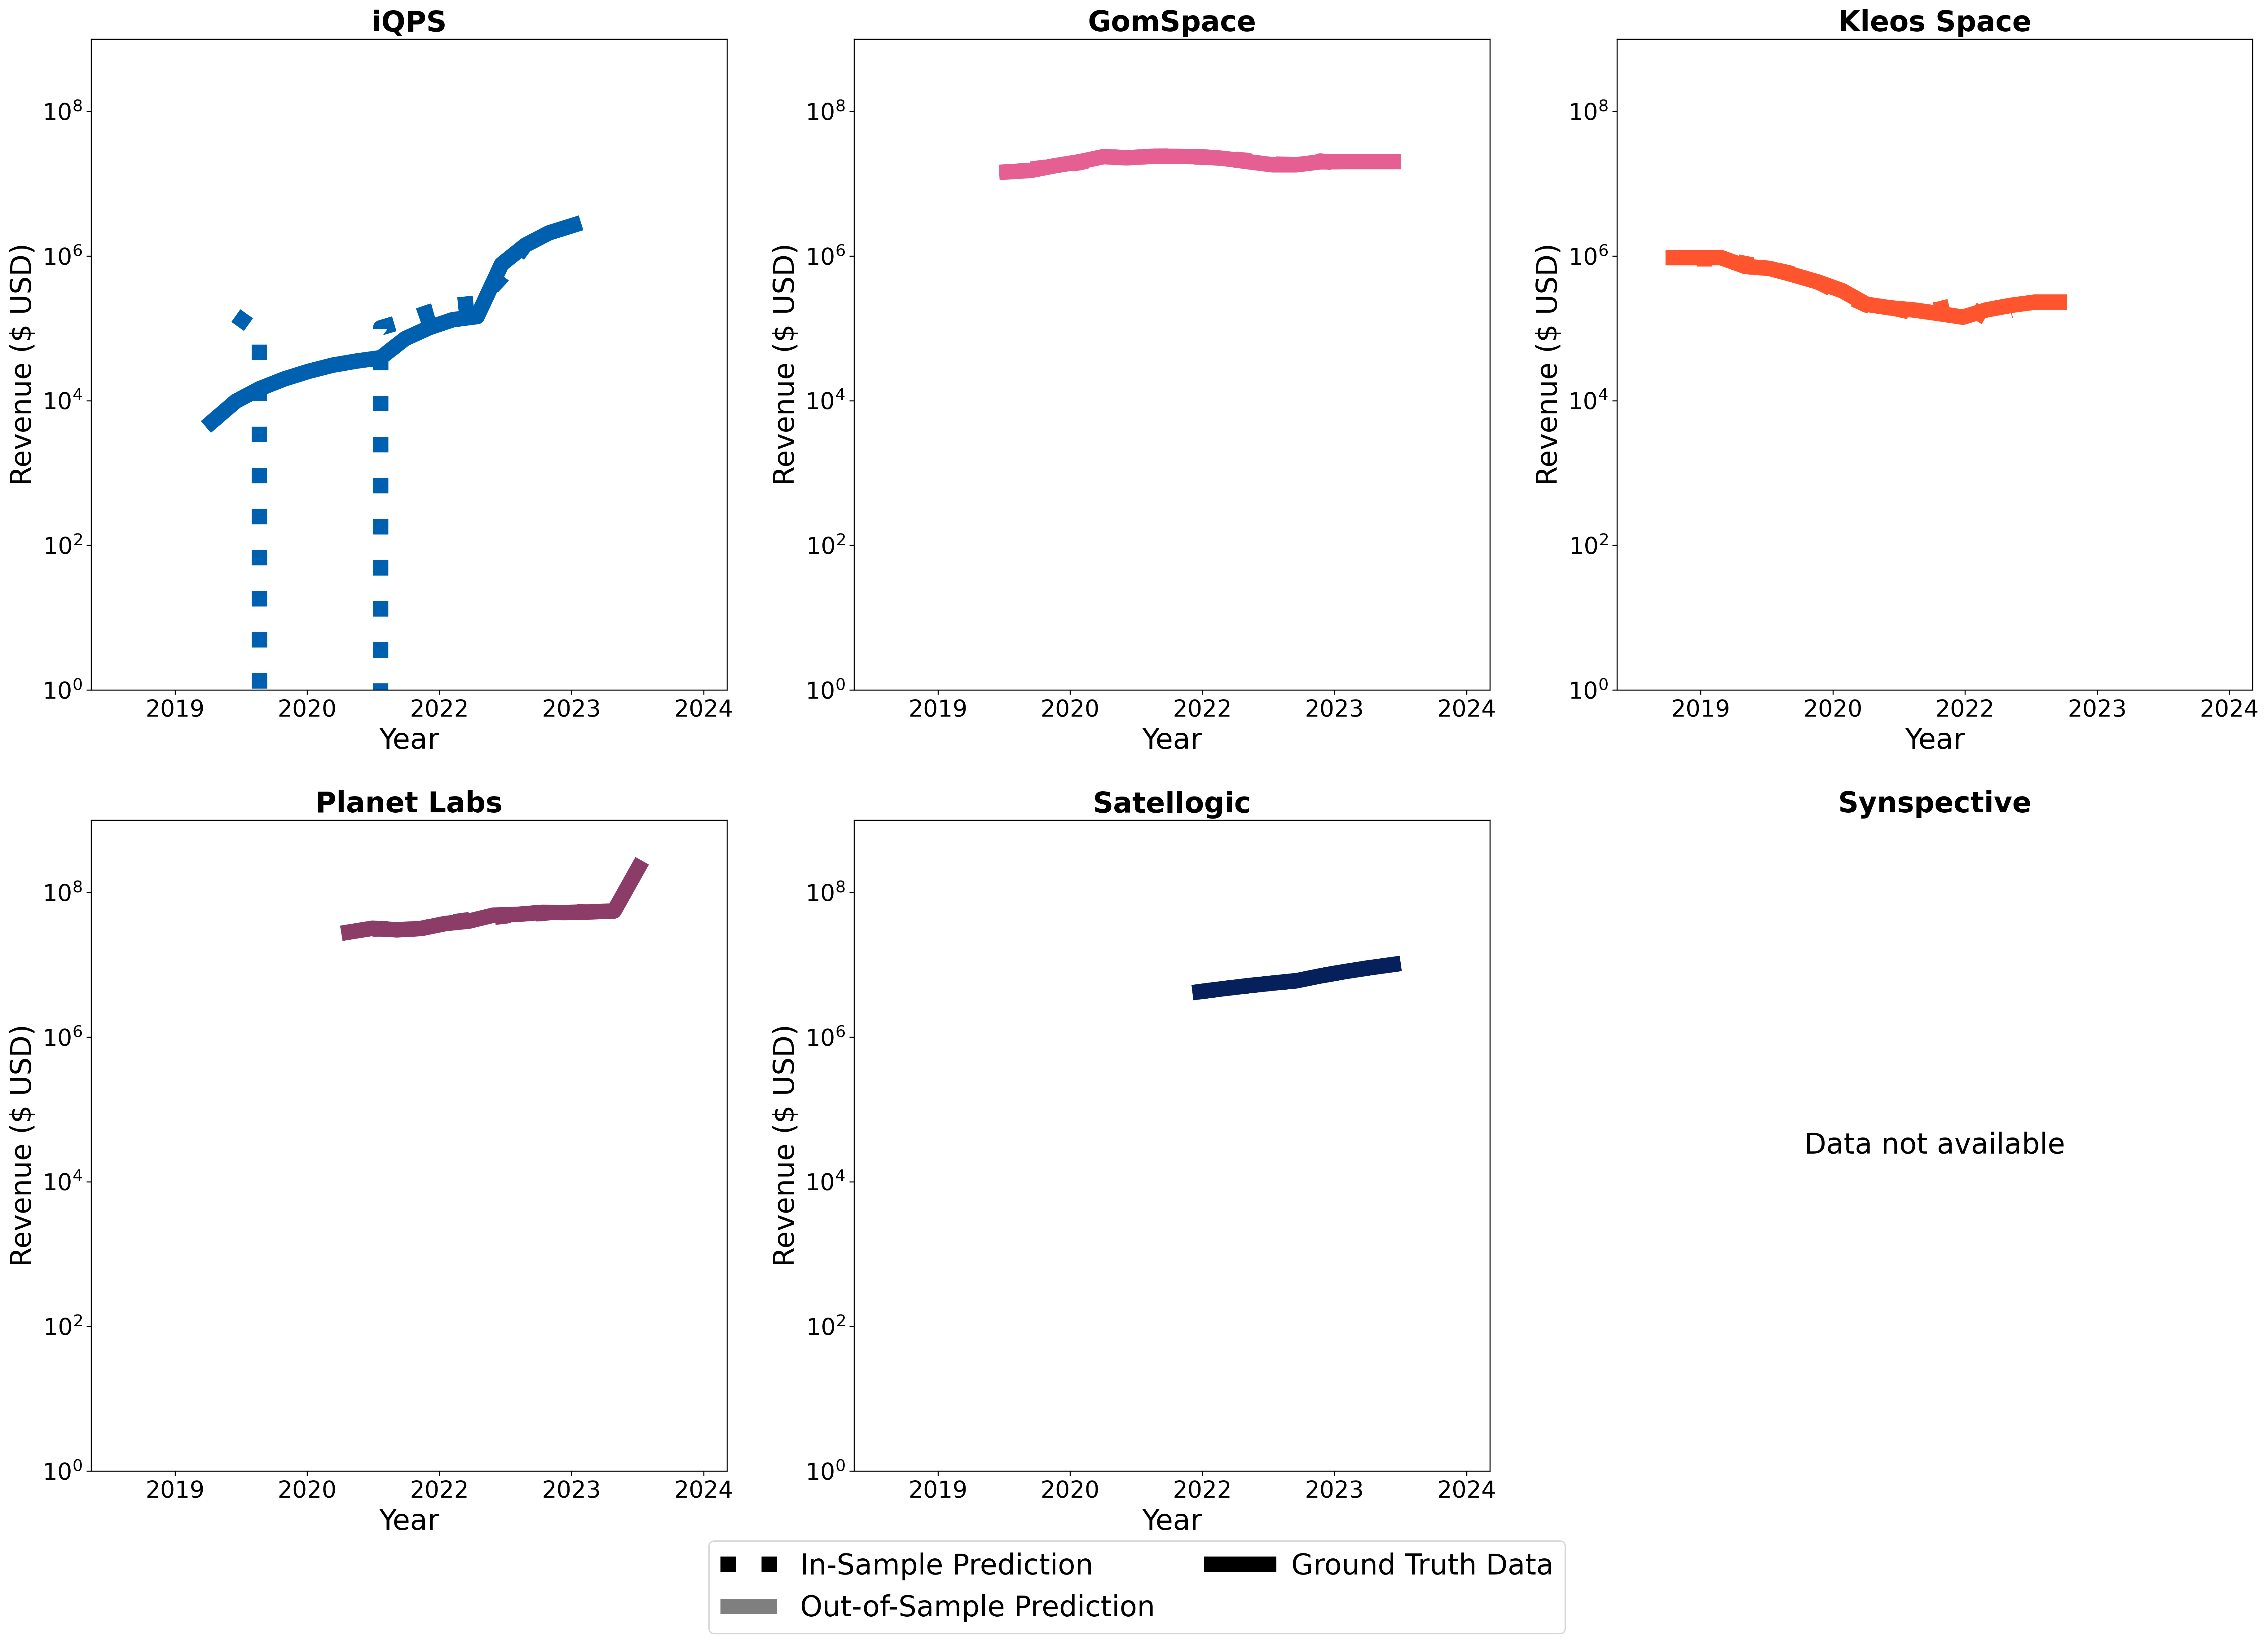 iQPS
GomSpace
Kleos Space
Revenue ($ USD)
10⁸
10⁶
10⁴
10²
10⁰
2019 2020 2022 2023 2024
Year
Revenue ($ USD)
10⁸
10⁶
10⁴
10²
10⁰
2019 2020 2022 2023 2024
Year
Revenue ($ USD)
10⁸
10⁶
10⁴
10²
10⁰
2019 2020 2022 2023 2024
Year
Planet Labs
Satellogic
Synspective
Revenue ($ USD)
10⁸
10⁶
10⁴
10²
10⁰
2019 2020 2022 2023 2024
Year
Revenue ($ USD)
10⁸
10⁶
10⁴
10²
10⁰
2019 2020 2022 2023 2024
Year
Data not available
In-Sample Prediction
Out-of-Sample Prediction
Ground Truth Data